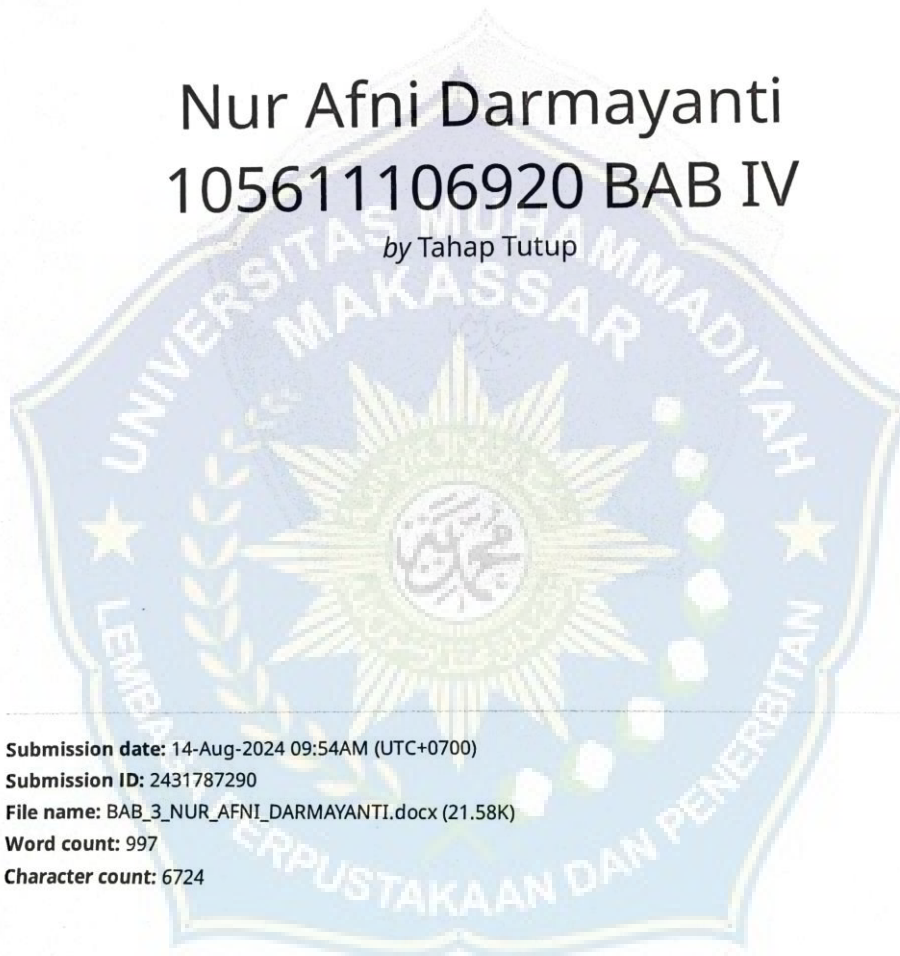 Nur Afni Darmayanti
105611106920 BAB IV
by Tahap Tutup
UNIVERSITAS MUHAMMADIYAH
MAKASSAR
Submission date: 14-Aug-2024 09:54AM (UTC+0700)
Submission ID: 2431787290
File name: BAB_3_NUR_AFNI_DARMAYANTI.docx (21.58K)
Word count: 997
Character count: 6724
DAN PENERBITAN